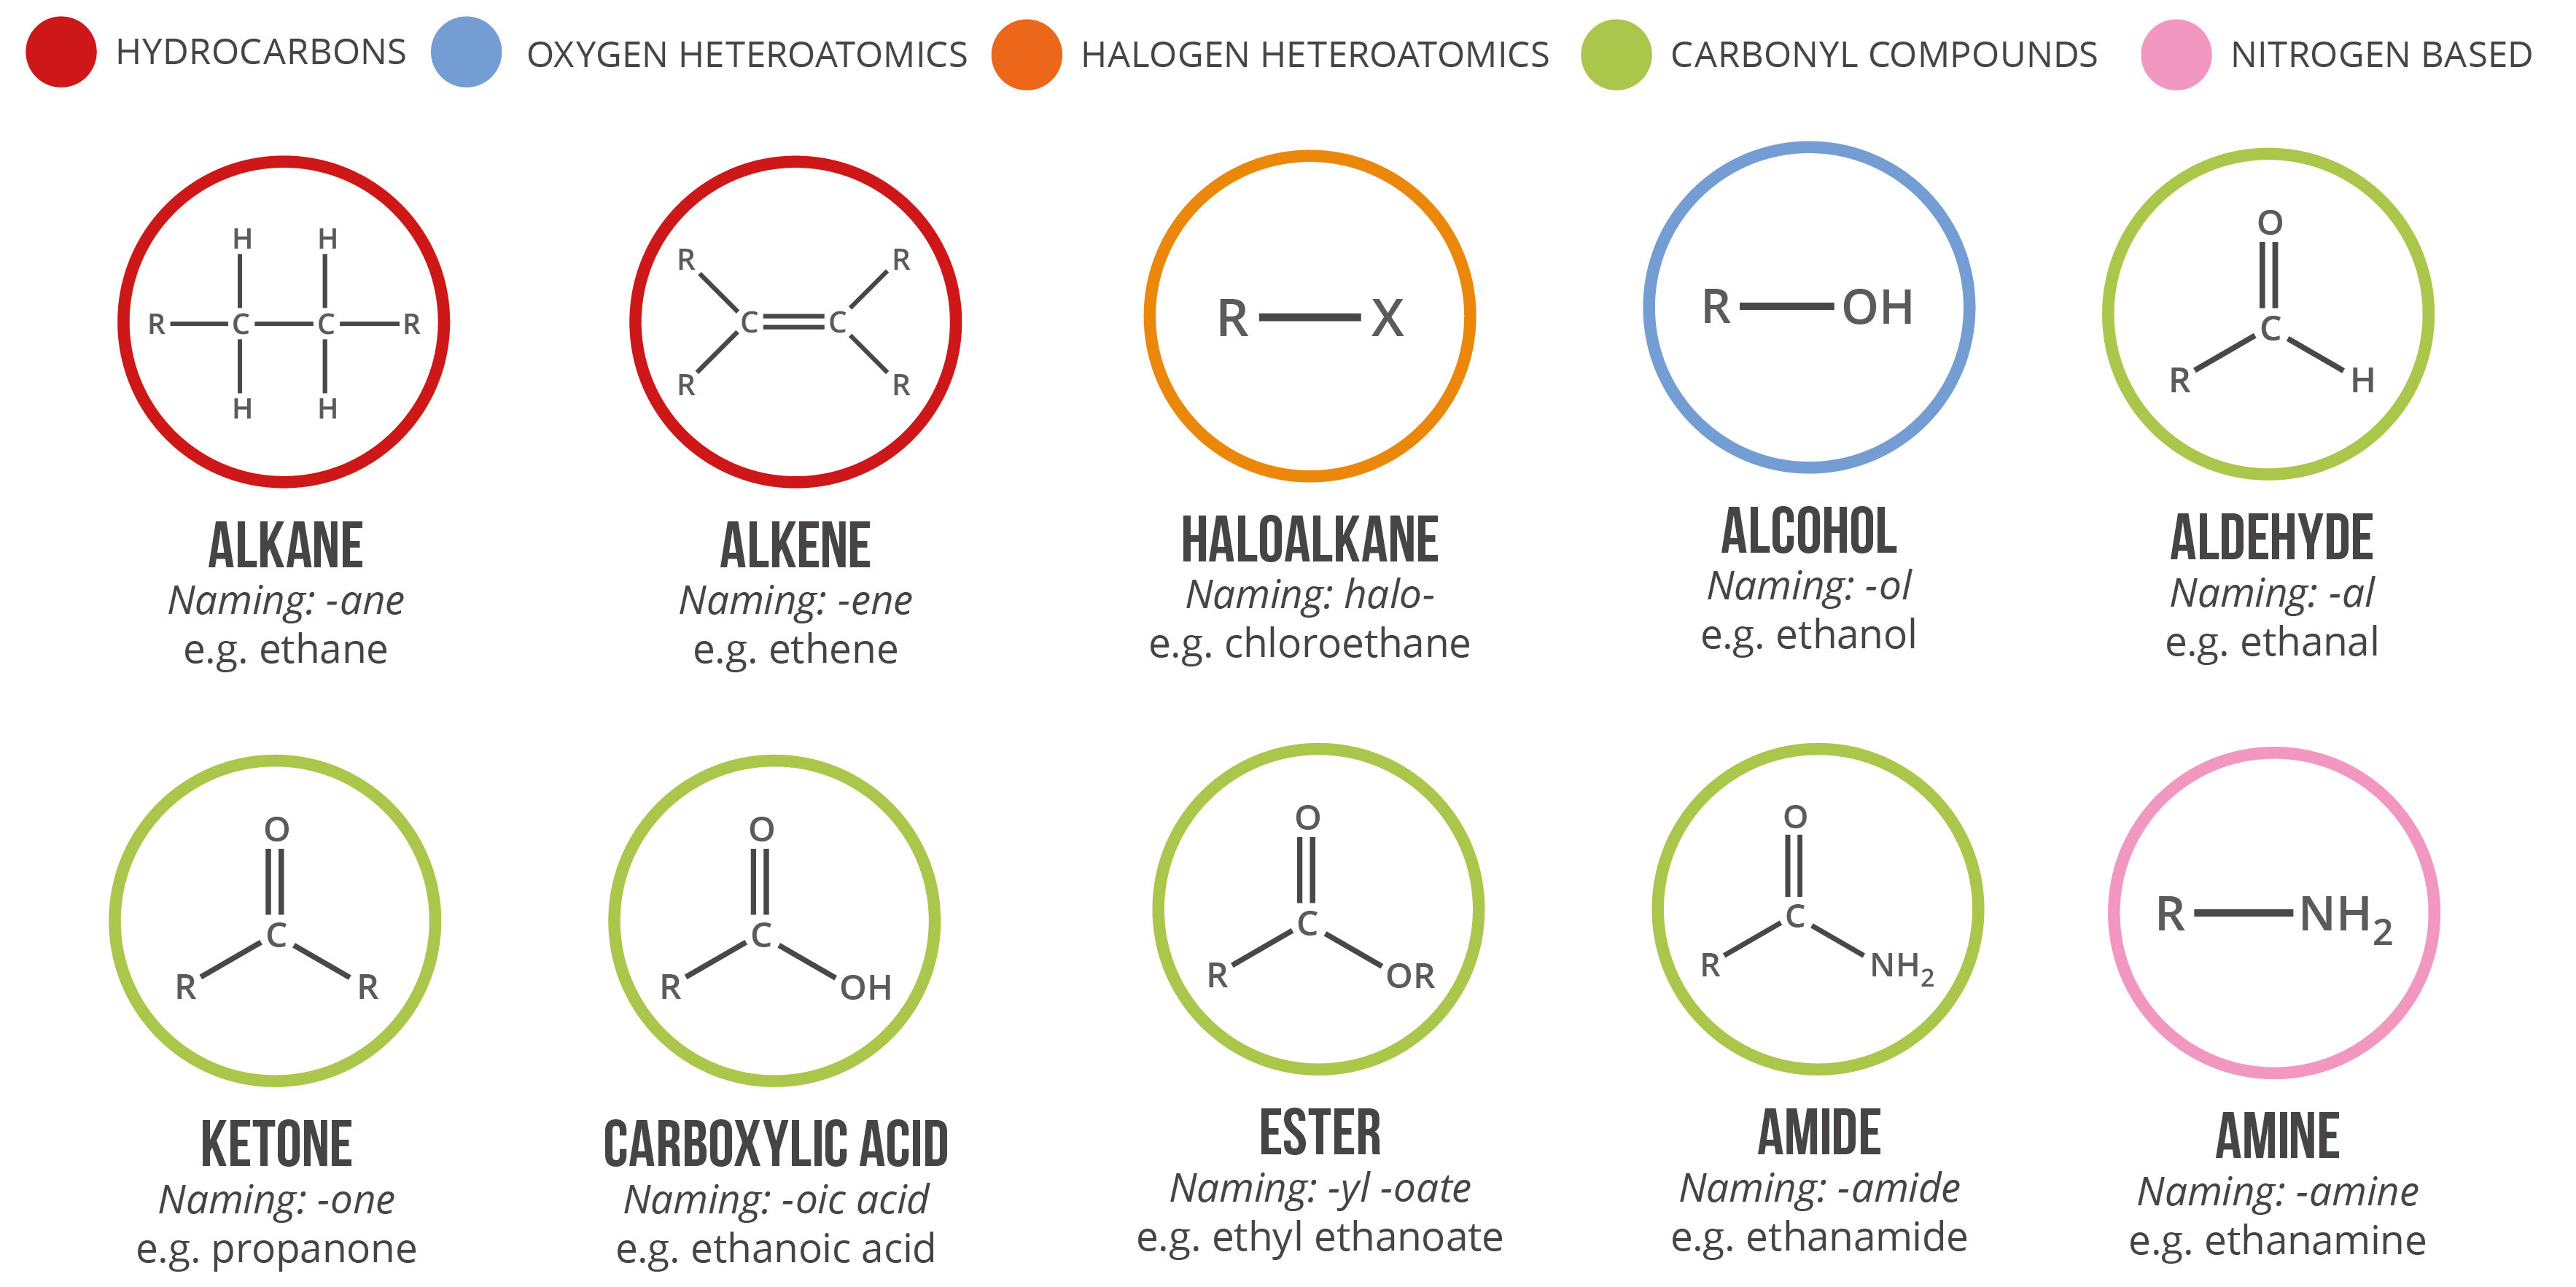 HYDROCARBONS
OXYGEN HETEROATOMICS
HALOGEN HETEROATOMICS
CARBONYL COMPOUNDS
NITROGEN BASED
H H
R C C R
H H
ALKANE
Naming: -ane
e.g. ethane
R R
C C
R R
ALKENE
Naming: -ene
e.g. ethene
R X
HALOALKANE
Naming: halo-
e.g. chloroethane
R OH
ALCOHOL
Naming: -ol
e.g. ethanol
O
C
R H
ALDEHYDE
Naming: -al
e.g. ethanal
O
C
R R
KETONE
Naming: -one
e.g. propanone
O
C
R OH
CARBOXYLIC ACID
Naming: -oic acid
e.g. ethanoic acid
O
C
R OR
ESTER
Naming: -yl -oate
e.g. ethyl ethanoate
O
C
R NH₂
AMIDE
Naming: -amide
e.g. ethanamide
R NH₂
AMINE
Naming: -amine
e.g. ethanamine